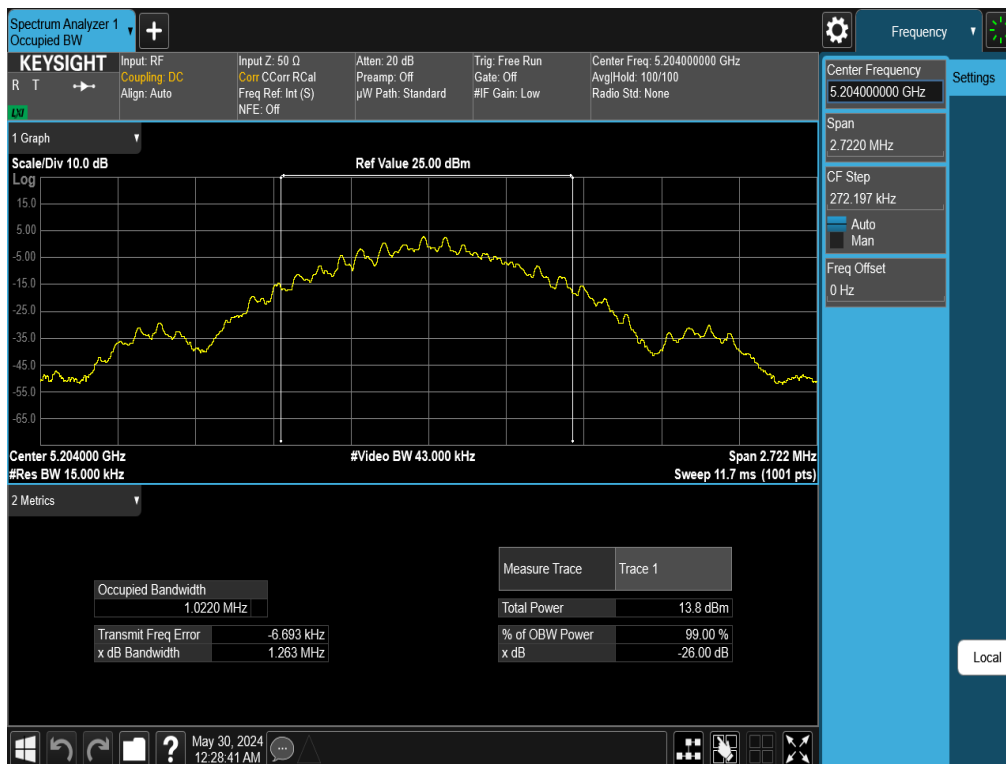 Spectrum Analyzer 1
Occupied BW
Frequency
KEYSIGHT
R T
LXI
Input: RF
Coupling: DC
Align: Auto
Input Z: 50 Ω
Corr CCorr RCal
Freq Ref: Int (S)
NFE: Off
Atten: 20 dB
Preamp: Off
µW Path: Standard
Trig: Free Run
Gate: Off
#IF Gain: Low
Center Freq: 5.204000000 GHz
Avg|Hold: 100/100
Radio Std: None
Center Frequency
5.204000000 GHz
Settings
Span
2.7220 MHz
CF Step
272.197 kHz
Auto
Man
Freq Offset
0 Hz
Local
1 Graph
Scale/Div 10.0 dB
Ref Value 25.00 dBm
Log
15.0
5.00
-5.00
-15.0
-25.0
-35.0
-45.0
-55.0
-65.0
Center 5.204000 GHz
#Video BW 43.000 kHz
Span 2.722 MHz
#Res BW 15.000 kHz
Sweep 11.7 ms (1001 pts)
2 Metrics
Occupied Bandwidth
1.0220 MHz
Transmit Freq Error -6.693 kHz
x dB Bandwidth 1.263 MHz
Measure Trace Trace 1
Total Power 13.8 dBm
% of OBW Power 99.00 %
x dB -26.00 dB
?
May 30, 2024
12:28:41 AM